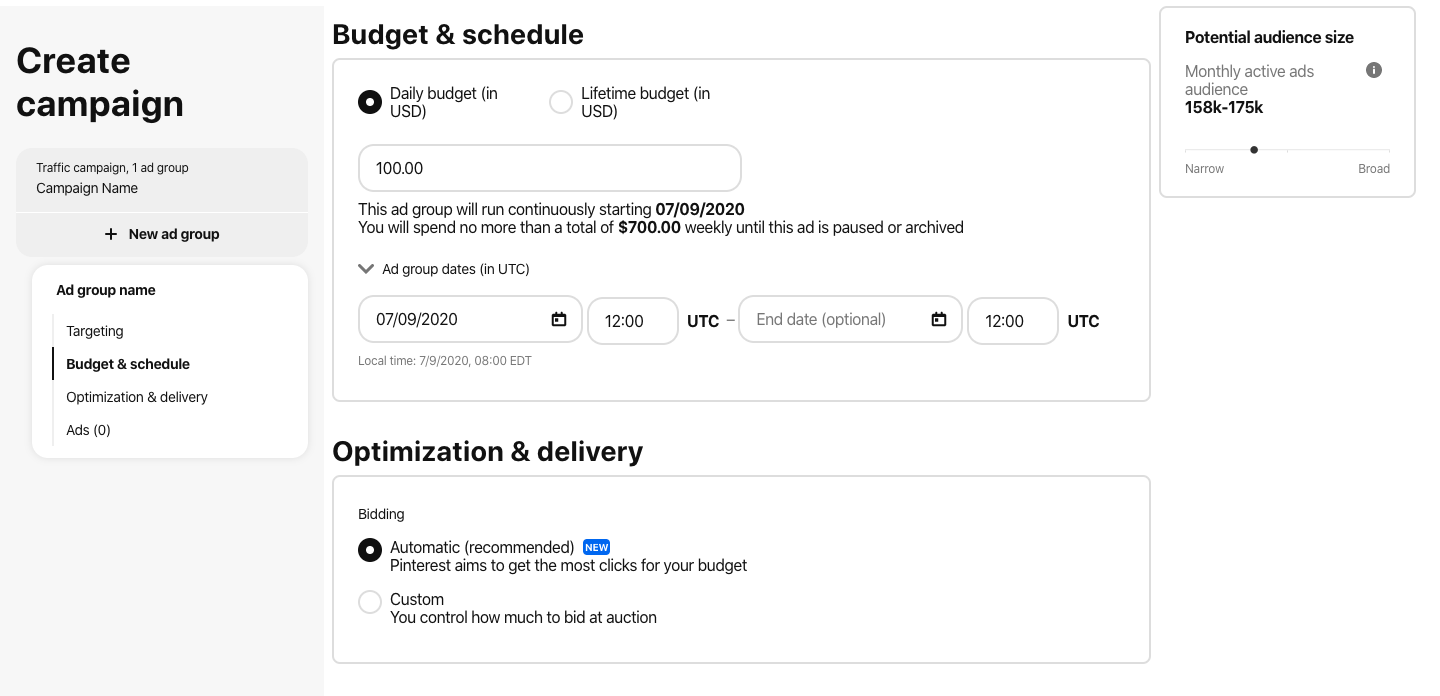 Create
campaign
Traffic campaign, 1 ad group
Campaign Name
New ad group
Ad group name
Targeting
Budget & schedule
Optimization & delivery
Ads (0)
Budget & schedule
Daily budget (in
USD)
Lifetime budget (in
USD)
100.00
This ad group will run continuously starting 07/09/2020
You will spend no more than a total of $700.00 weekly until this ad is paused or archived
Ad group dates (in UTC)
07/09/2020 12:00 UTC – End date (optional) 12:00 UTC
Local time: 7/9/2020, 08:00 EDT
Optimization & delivery
Bidding
Automatic (recommended) NEW
Pinterest aims to get the most clicks for your budget
Custom
You control how much to bid at auction
Potential audience size
Monthly active ads
audience
158k-175k
Narrow Broad